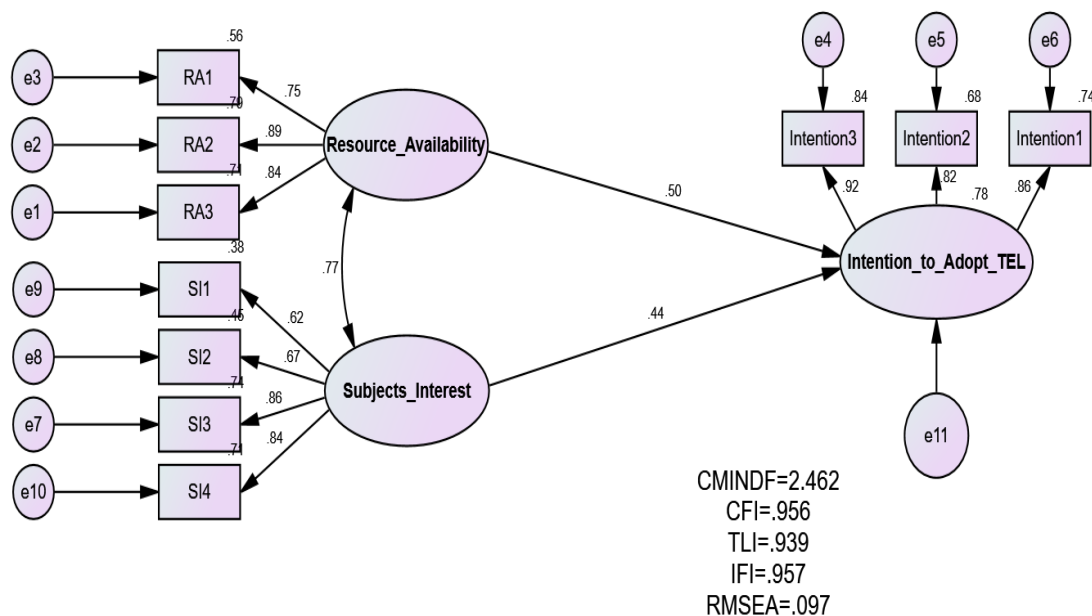 .56
e3
RA1
.75
.79
e2
RA2
.89
.71
e1
RA3
.84
Resource_Availability
.38
e9
SI1
.62
.45
e8
SI2
.67
.74
e7
SI3
.86
.71
e10
SI4
.84
Subjects_Interest
.77
.50
.44
e4
e5
e6
.84
.68
.74
Intention3
Intention2
Intention1
.92
.82
.86
.78
Intention_to_Adopt_TEL
e11
CMINDF=2.462
CFI=.956
TLI=.939
IFI=.957
RMSEA=.097